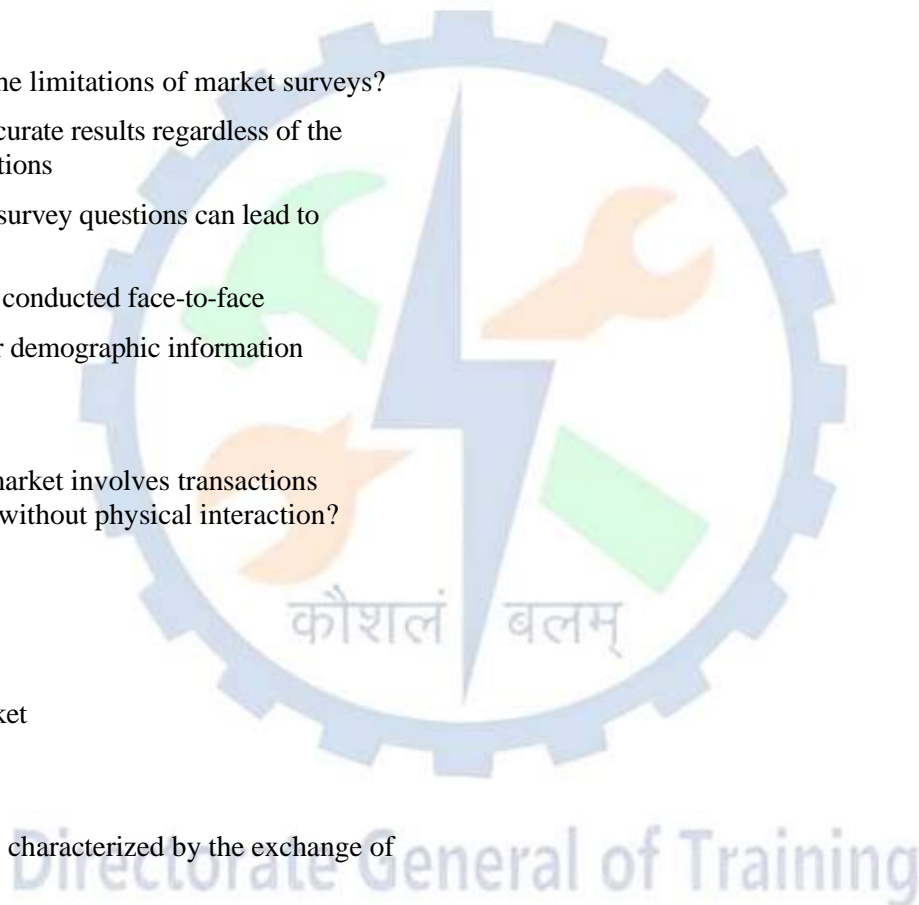 ne limitations of market surveys?
curate results regardless of the
tions
survey questions can lead to
conducted face-to-face
r demographic information
narket involves transactions
without physical interaction?
कौशलं बलम्
ket
characterized by the exchange of
Directorate General of Training